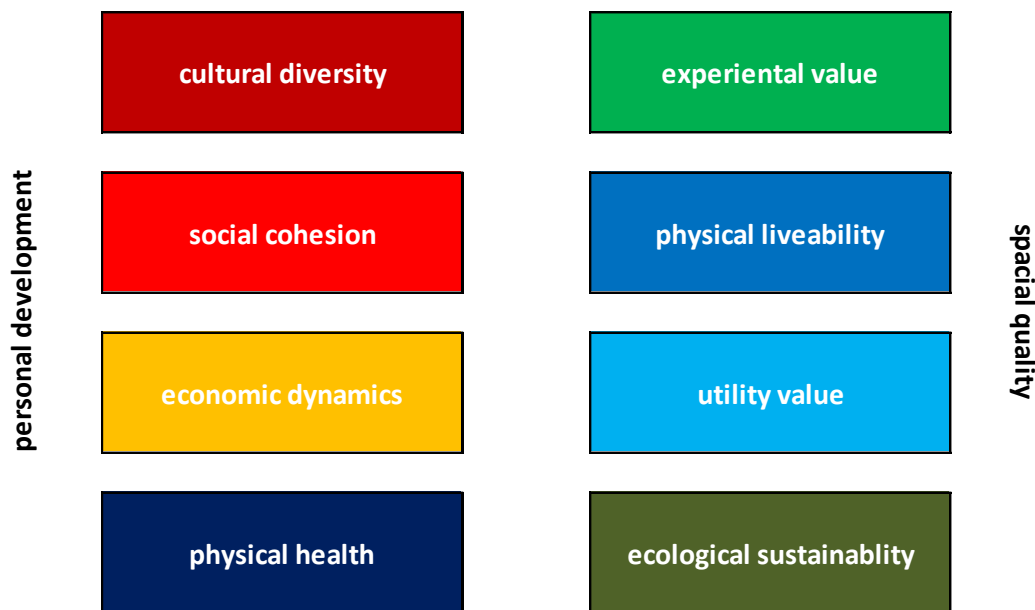 personal development
cultural diversity
social cohesion
economic dynamics
physical health
experiental value
physical liveability
utility value
ecological sustainablity
spacial quality